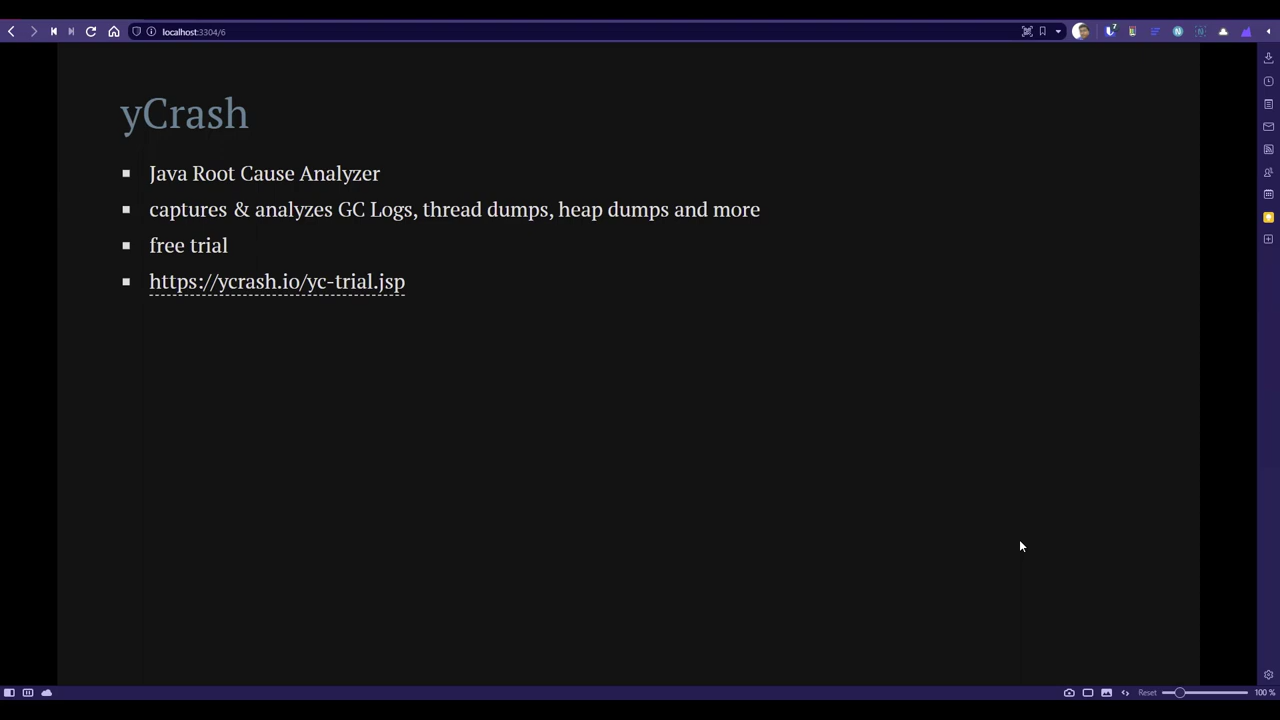 localhost:3304/6
7
yCrash
Java Root Cause Analyzer
captures & analyzes GC Logs, thread dumps, heap dumps and more
free trial
https://ycrash.io/yc-trial.jsp
Reset
100 %